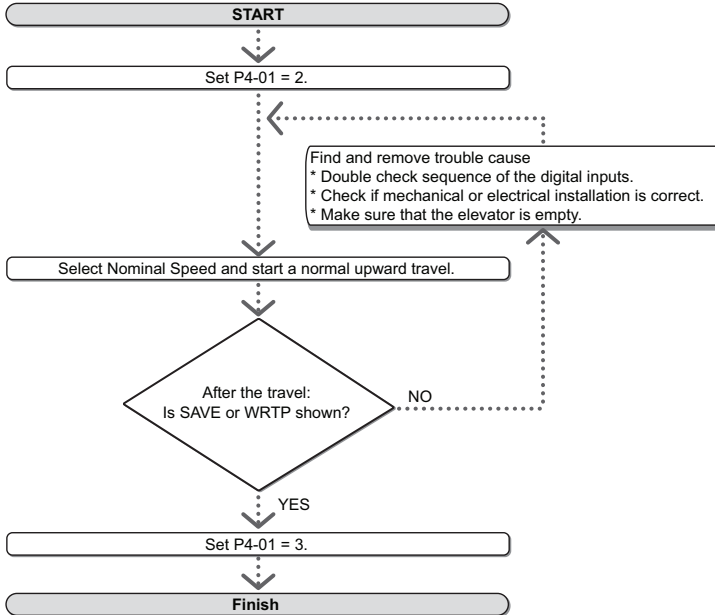 START
Set P4-01 = 2.
Find and remove trouble cause
* Double check sequence of the digital inputs.
* Check if mechanical or electrical installation is correct.
* Make sure that the elevator is empty.
Select Nominal Speed and start a normal upward travel.
After the travel:
Is SAVE or WRTP shown?
NO
YES
Set P4-01 = 3.
Finish